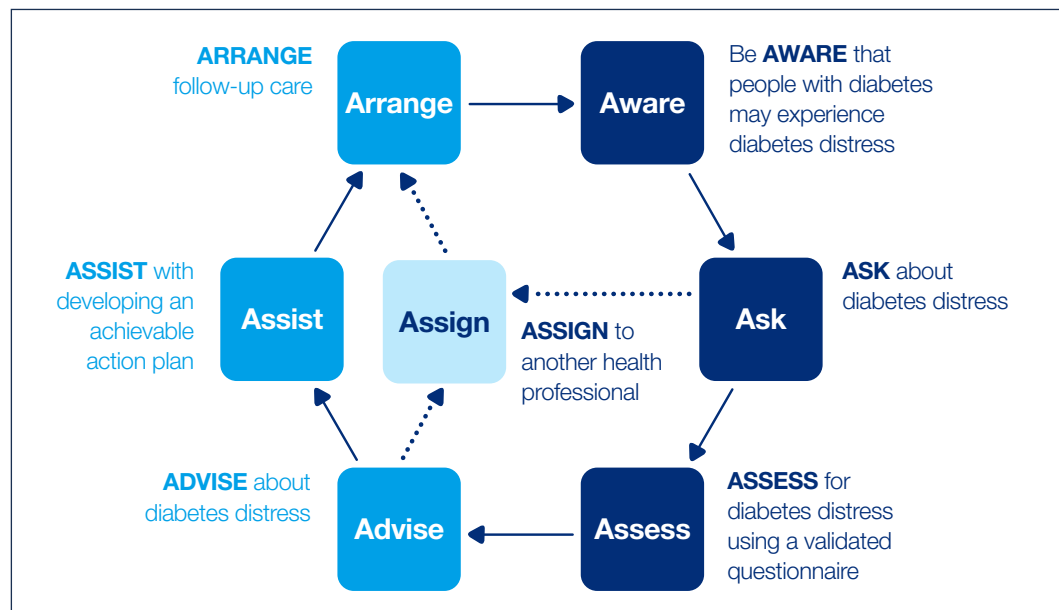 ARRANGE
follow-up care
Arrange
Aware
Be AWARE that
people with diabetes
may experience
diabetes distress
ASSIST with
developing an
achievable
action plan
Assist
Assign
ASSIGN to
another health
professional
Ask
ASK about
diabetes distress
ADVISE about
diabetes distress
Advise
Assess
ASSESS for
diabetes distress
using a validated
questionnaire